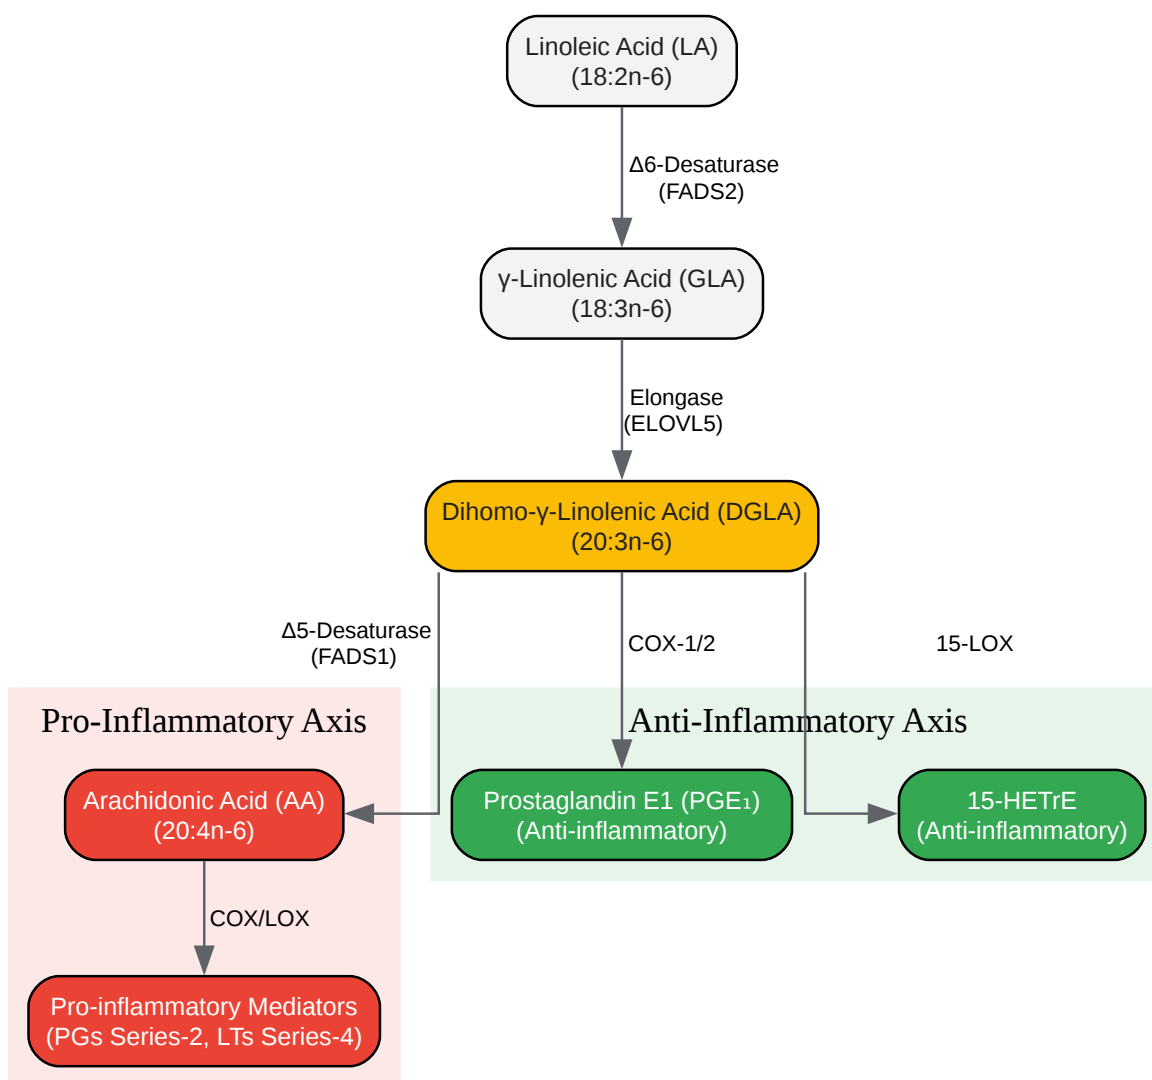 Linoleic Acid (LA)
(18:2n-6)
Δ6-Desaturase
(FADS2)
γ-Linolenic Acid (GLA)
(18:3n-6)
Elongase
(ELOVL5)
Dihomo-γ-Linolenic Acid (DGLA)
(20:3n-6)
Δ5-Desaturase
(FADS1)
COX-1/2
15-LOX
Pro-Inflammatory Axis
Anti-Inflammatory Axis
Arachidonic Acid (AA)
(20:4n-6)
Prostaglandin E1 (PGE₁)
(Anti-inflammatory)
15-HETrE
(Anti-inflammatory)
COX/LOX
Pro-inflammatory Mediators
(PGs Series-2, LTs Series-4)